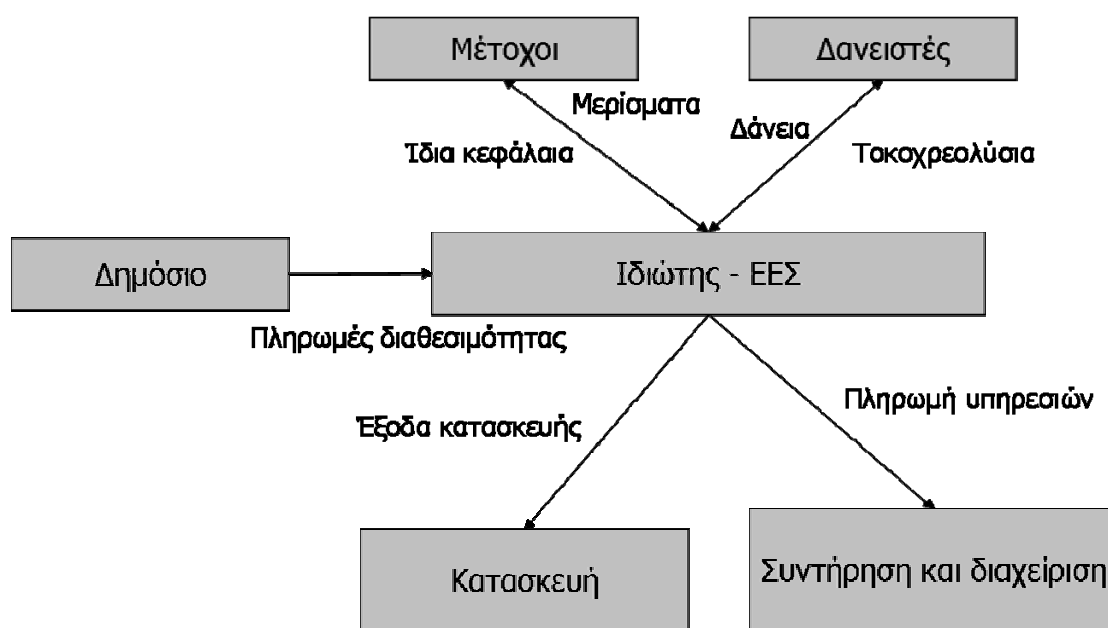 Μέτοχοι
Δανειστές
Μερίσματα
Δάνεια
Ίδια κεφάλαια
Τοκοχρεολύσια
Δημόσιο
Ιδιώτης - ΕΕΣ
Πληρωμές διαθεσιμότητας
Πληρωμή υπηρεσιών
Έξοδα κατασκευής
Κατασκευή
Συντήρηση και διαχείριση